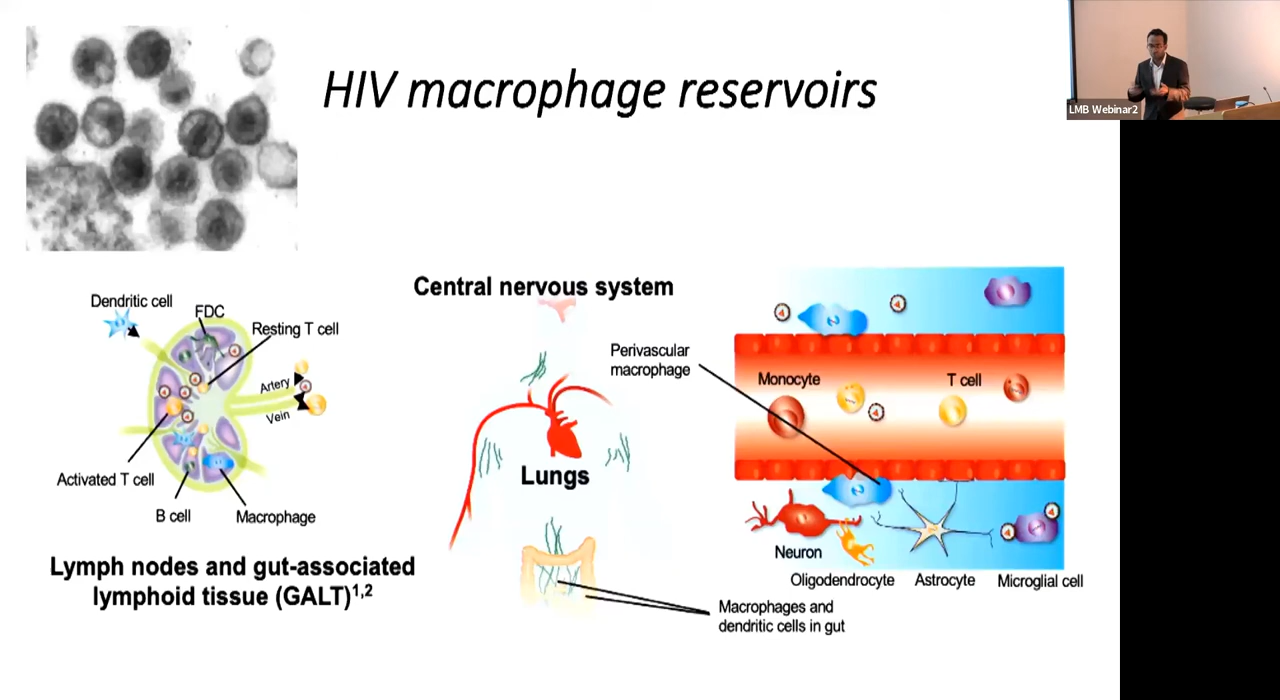 HIV macrophage reservoirs
LMB Webinar2
Dendritic cell
FDC
Resting T cell
Artery
Vein
Activated T cell
B cell
Macrophage
Lymph nodes and gut-associated
lymphoid tissue (GALT)1,2
Central nervous system
Lungs
Macrophages and
dendritic cells in gut
Perivascular
macrophage
Monocyte
T cell
Neuron
Oligodendrocyte
Astrocyte
Microglial cell